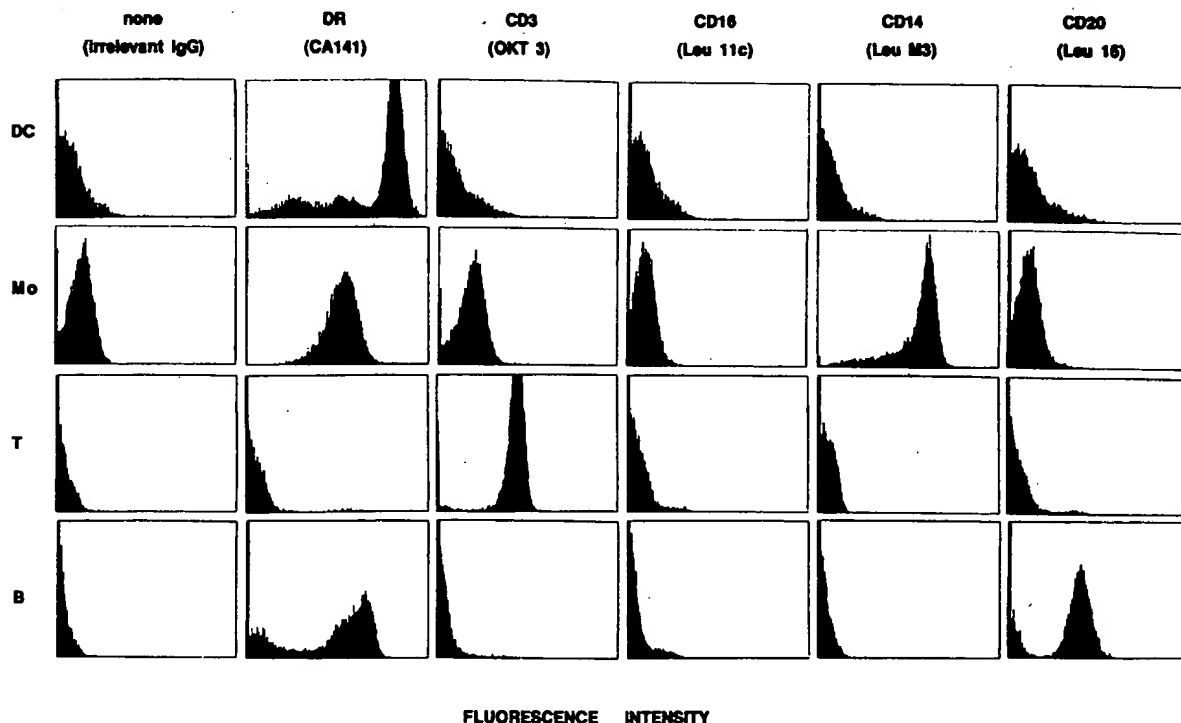 none DR CD3 CD16 CD14 CD20
(irrelevant IgG) (CA141) (OKT 3) (Leu 11c) (Leu M3) (Leu 16)
DC
Mo
T
B
FLUORESCENCE INTENSITY